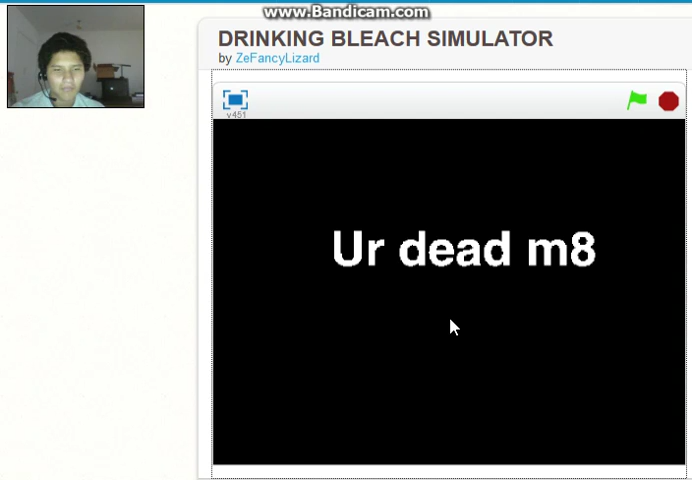 www.Bandicam.com
DRINKING BLEACH SIMULATOR
by ZeFancyLizard
v451
Ur dead m8